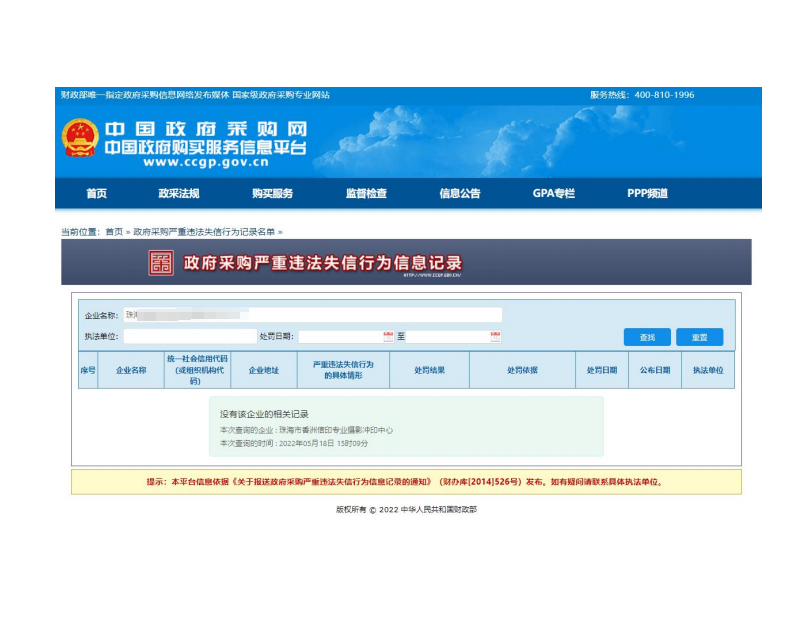 财政部唯一指定政府采购信息网络发布媒体 国家级政府采购专业网站 服务热线：400-810-1996
中国政府采购网
中国政府购买服务信息平台
www.ccgp.gov.cn
首页 政采法规 购买服务 监督检查 信息公告 GPA专栏 PPP频道
当前位置：首页 » 政府采购严重违法失信行为记录名单 »
政府采购严重违法失信行为信息记录
HTTP://WWW.CCGP.GOV.CN/
企业名称： 珠海
执法单位： 处罚日期： 至 查找 重置
序号 企业名称 统一社会信用代码(或组织机构代码) 企业地址 严重违法失信行为的具体情形 处罚结果 处罚依据 处罚日期 公布日期 执法单位
没有该企业的相关记录
本次查询的企业：珠海市香洲信印专业摄影冲印中心
本次查询的时间：2022年05月18日 15时09分
提示：本平台信息依据《关于报送政府采购严重违法失信行为信息记录的通知》（财办库[2014]526号）发布。如有疑问请联系具体执法单位。
版权所有 © 2022 中华人民共和国财政部